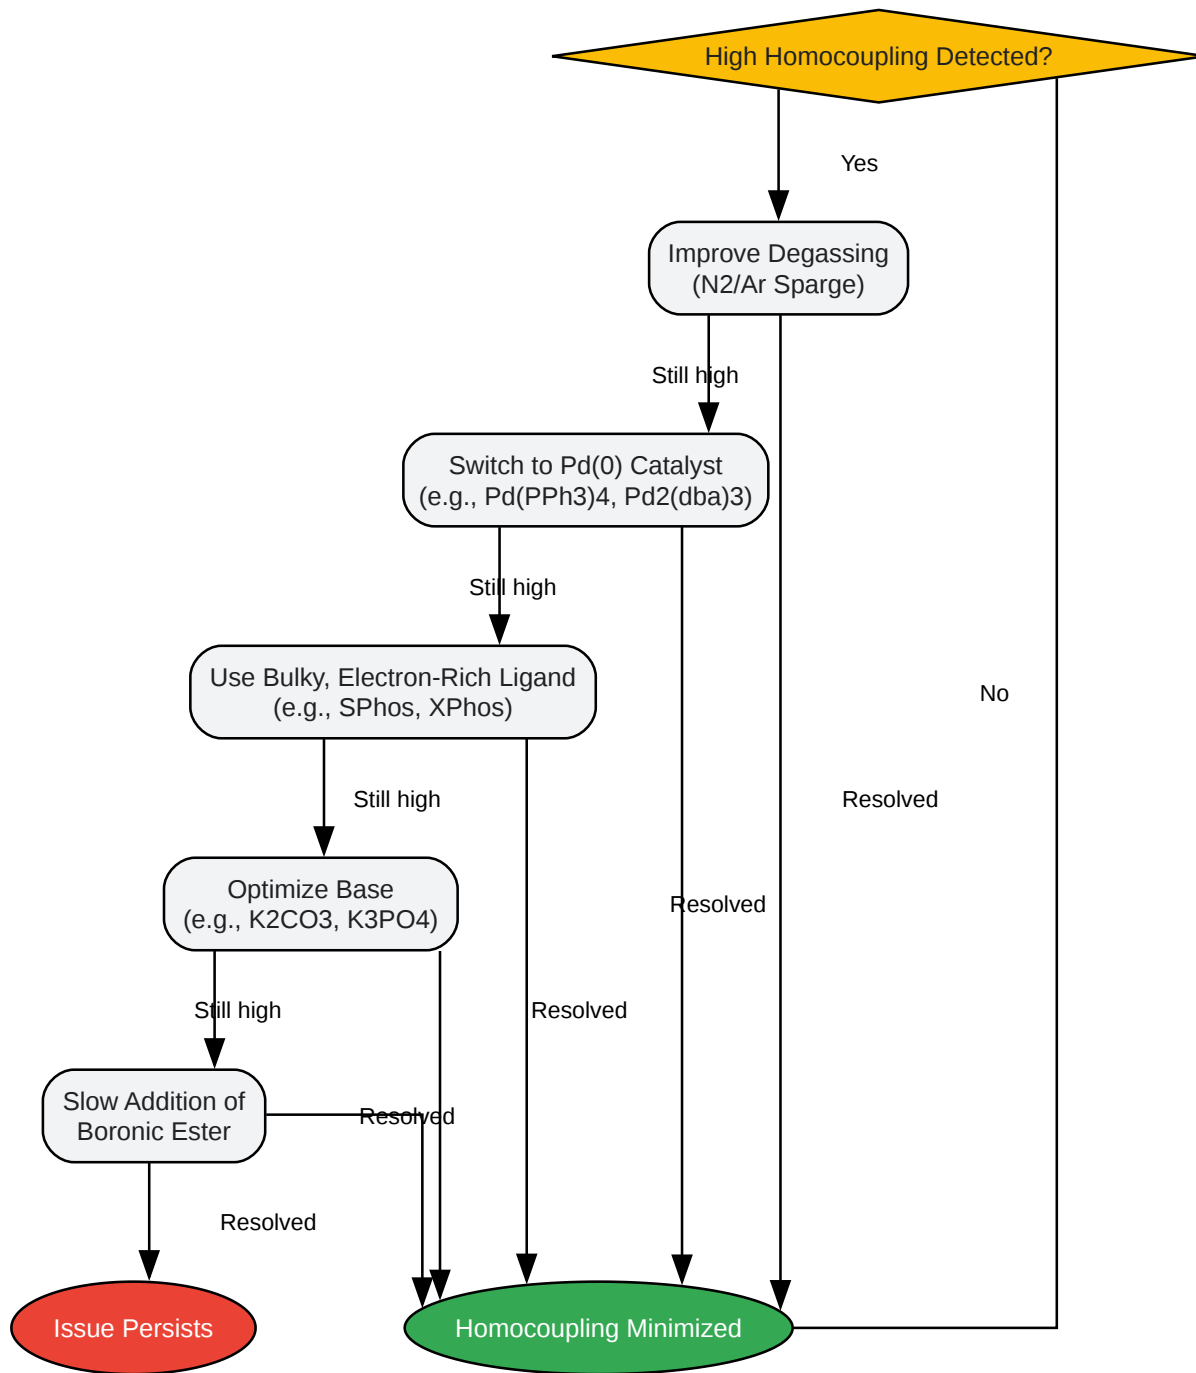 High Homocoupling Detected?
Yes
Improve Degassing
(N2/Ar Sparge)
Still high
Switch to Pd(0) Catalyst
(e.g., Pd(PPh3)4, Pd2(dba)3)
Still high
Use Bulky, Electron-Rich Ligand
(e.g., SPhos, XPhos)
No
Still high
Resolved
Optimize Base
(e.g., K2CO3, K3PO4)
Resolved
Still high
Resolved
Slow Addition of
Boronic Ester
Resolved
Resolved
Issue Persists
Homocoupling Minimized